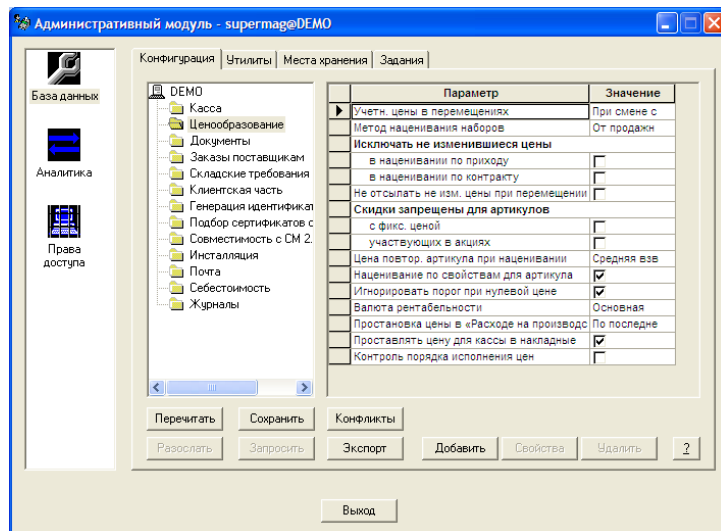 Административный модуль - supermag@DEMO
Конфигурация Утилиты Места хранения Задания
База данных
Аналитика
Права доступа
DEMO
Касса
Ценообразование
Документы
Заказы поставщикам
Складские требования
Клиентская часть
Генерация идентификат
Подбор сертификатов с
Совместимость с СМ 2.
Инсталляция
Почта
Себестоимость
Журналы
Параметр Значение
Учетн. цены в перемещениях При смене с
Метод наценивания наборов От продажн
Исключать не изменившиеся цены
в наценивании по приходу
в наценивании по контракту
Не отсылать не изм. цены при перемещении
Скидки запрещены для артикулов
с фикс. ценой
участвующих в акциях
Цена повтор. артикула при наценивании Средняя взв
Наценивание по свойствам для артикула
Игнорировать порог при нулевой цене
Валюта рентабельности Основная
Простановка цены в «Расходе на производс По последне
Проставлять цену для кассы в накладные
Контроль порядка исполнения цен
Перечитать Сохранить Конфликты
Разослать Запросить Экспорт Добавить Свойства Удалить ?
Выход